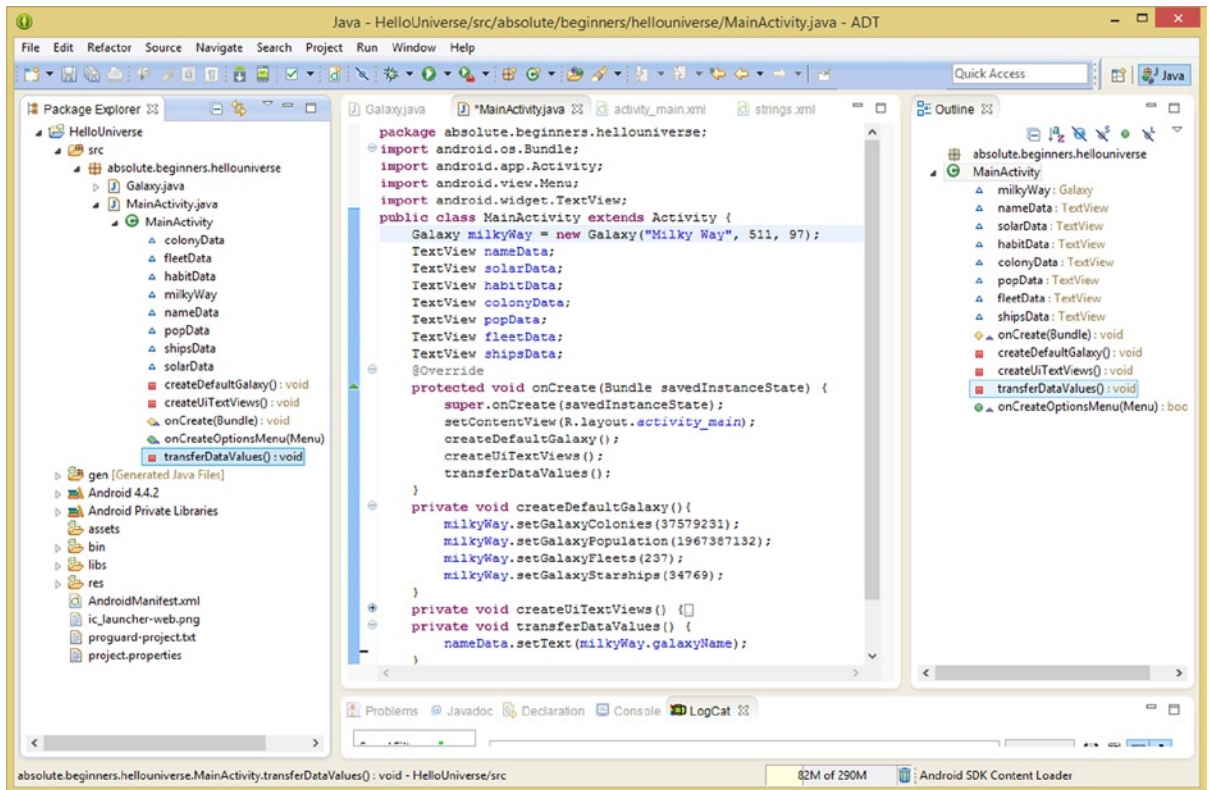 Java - HelloUniverse/src/absolute/beginners/hellouniverse/MainActivity.java - ADT
File Edit Refactor Source Navigate Search Project Run Window Help
Quick Access
Java
Package Explorer
HelloUniverse
src
absolute.beginners.hellouniverse
Galaxy.java
MainActivity.java
MainActivity
colonyData
fleetData
habitData
milkyWay
nameData
popData
shipsData
solarData
createDefaultGalaxy() : void
createUiTextViews() : void
onCreate(Bundle) : void
onCreateOptionsMenu(Menu)
transferDataValues() : void
gen [Generated Java Files]
Android 4.4.2
Android Private Libraries
assets
bin
libs
res
AndroidManifest.xml
ic_launcher-web.png
proguard-project.txt
project.properties
Galaxy.java *MainActivity.java activity_main.xml strings.xml
package absolute.beginners.hellouniverse;
import android.os.Bundle;
import android.app.Activity;
import android.view.Menu;
import android.widget.TextView;
public class MainActivity extends Activity {
Galaxy milkyWay = new Galaxy("Milky Way", 511, 97);
TextView nameData;
TextView solarData;
TextView habitData;
TextView colonyData;
TextView popData;
TextView fleetData;
TextView shipsData;
@Override
protected void onCreate(Bundle savedInstanceState) {
super.onCreate(savedInstanceState);
setContentView(R.layout.activity_main);
createDefaultGalaxy();
createUiTextViews();
transferDataValues();
}
private void createDefaultGalaxy(){
milkyWay.setGalaxyColonies(37579231);
milkyWay.setGalaxyPopulation(1967387132);
milkyWay.setGalaxyFleets(237);
milkyWay.setGalaxyStarships(34769);
}
private void createUiTextViews() {
private void transferDataValues() {
nameData.setText(milkyWay.galaxyName);
}
Outline
absolute.beginners.hellouniverse
MainActivity
milkyWay : Galaxy
nameData : TextView
solarData : TextView
habitData : TextView
colonyData : TextView
popData : TextView
fleetData : TextView
shipsData : TextView
onCreate(Bundle) : void
createDefaultGalaxy() : void
createUiTextViews() : void
transferDataValues() : void
onCreateOptionsMenu(Menu) : boo
Problems @ Javadoc Declaration Console LogCat
absolute.beginners.hellouniverse.MainActivity.transferDataValues() : void - HelloUniverse/src
82M of 290M
Android SDK Content Loader